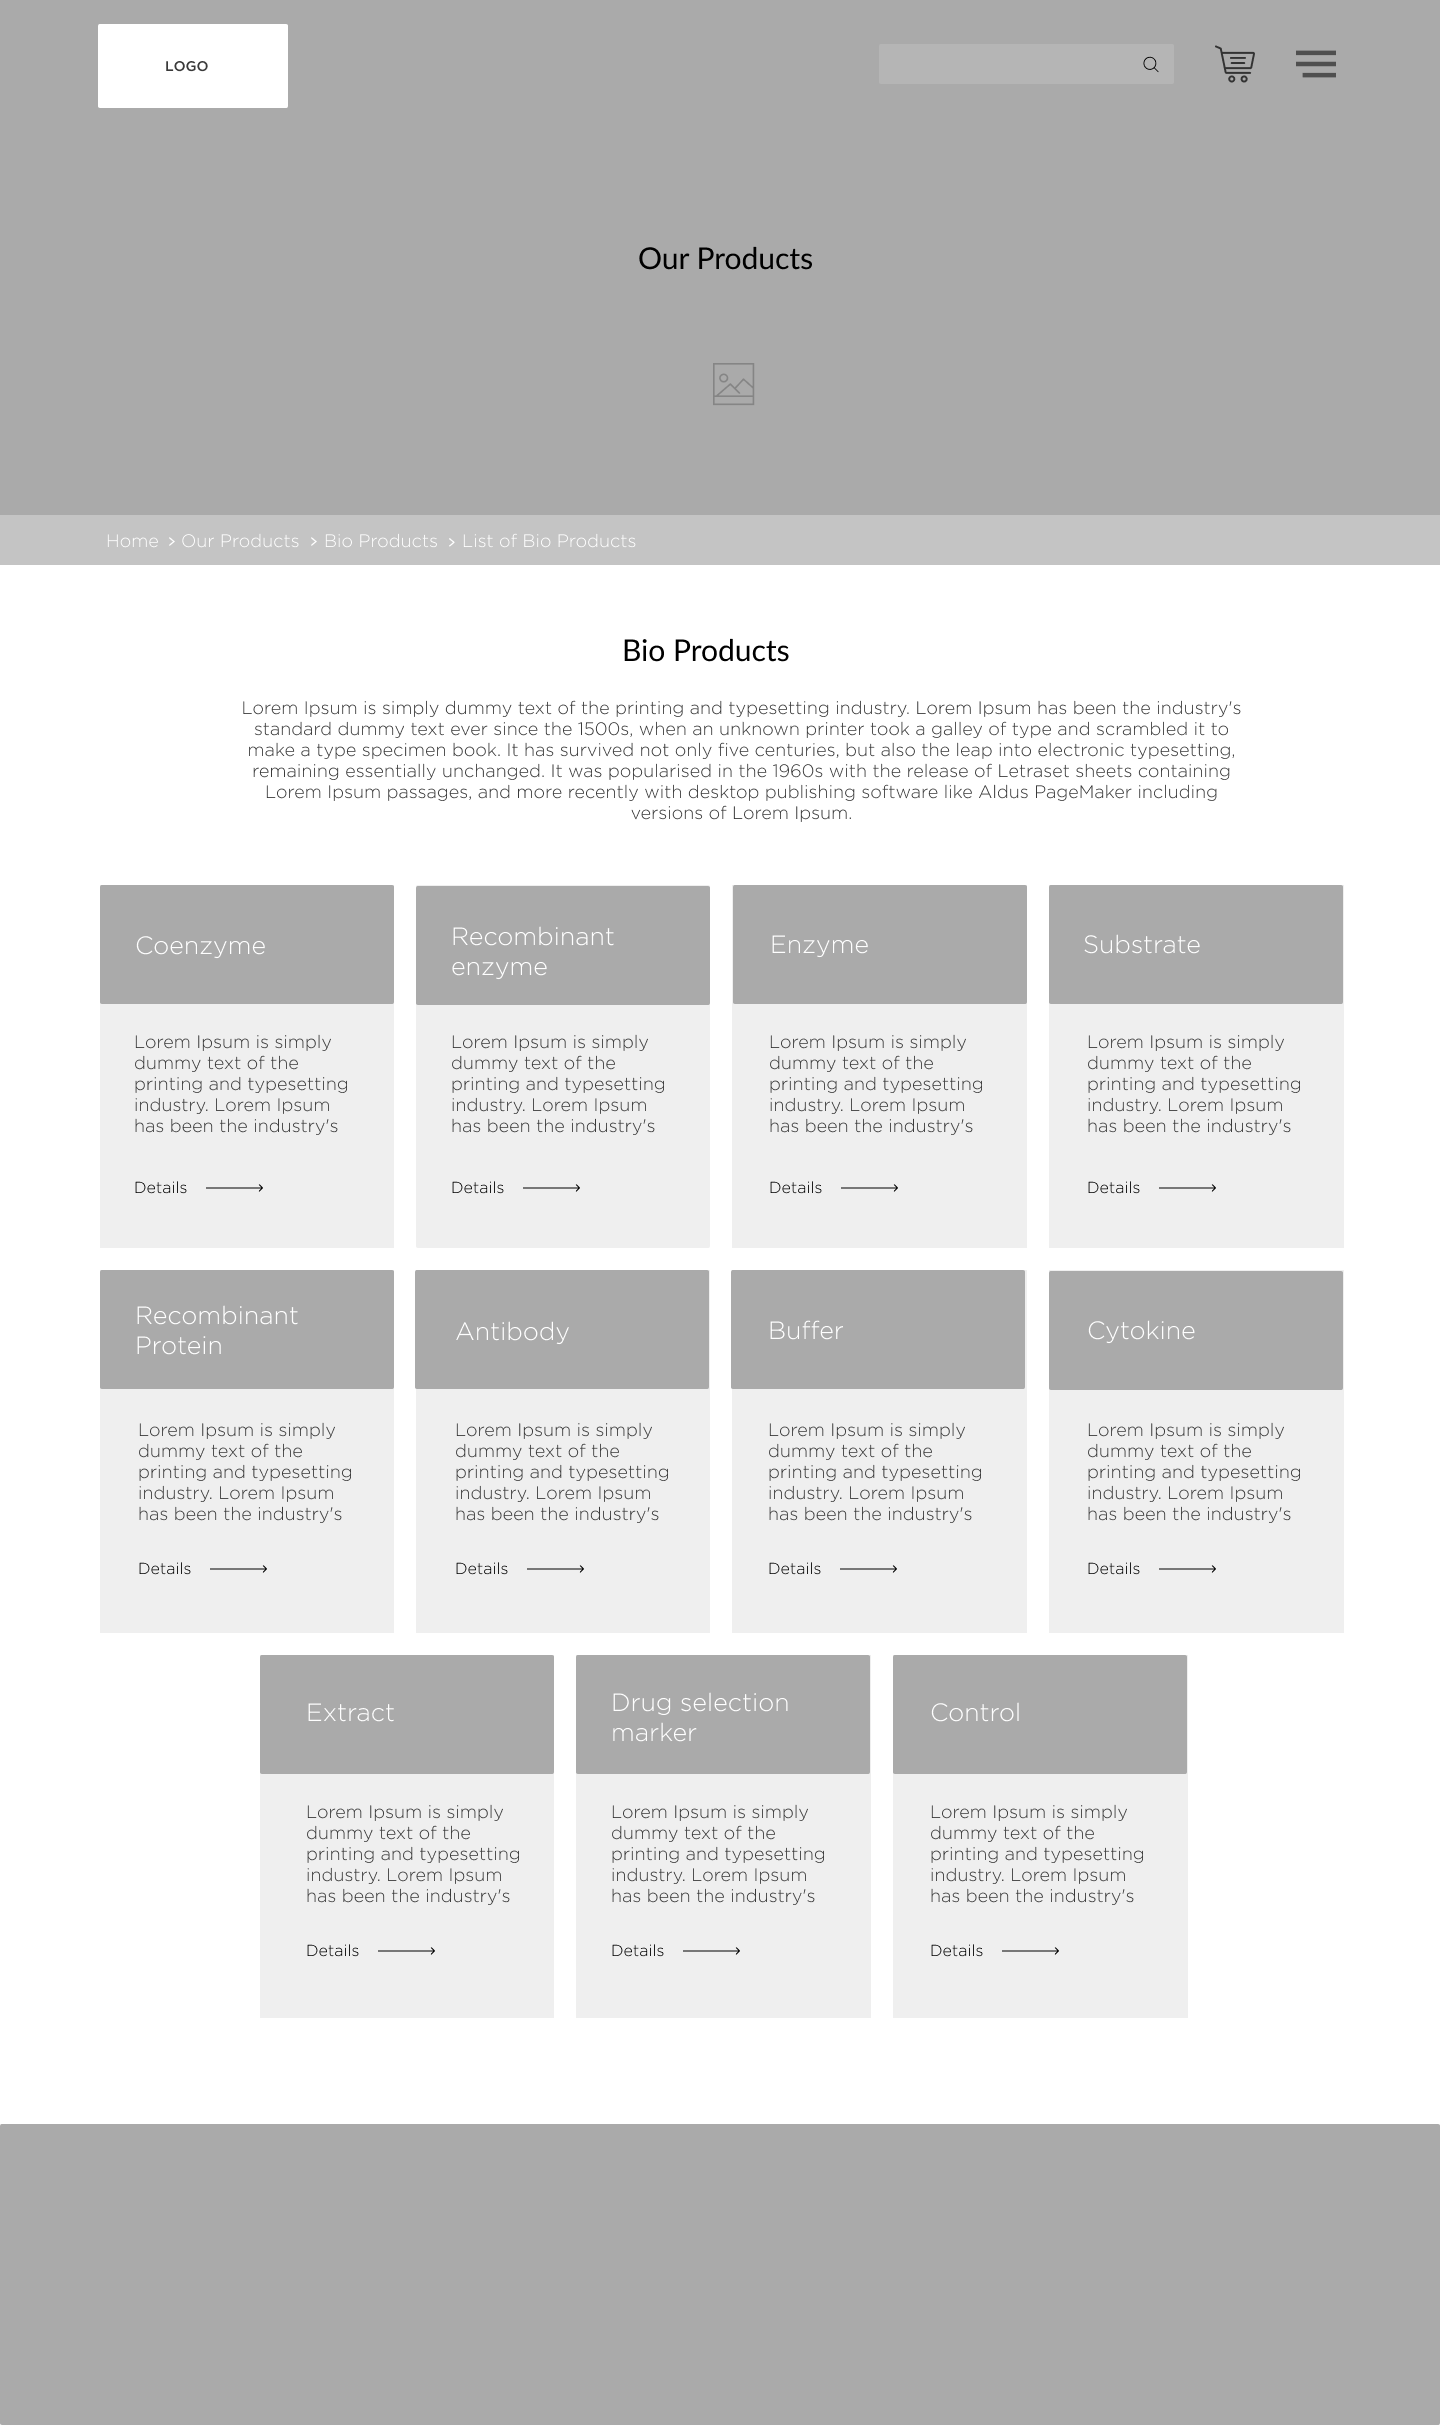 LOGO
Our Products
Home > Our Products > Bio Products > List of Bio Products
Bio Products
Lorem Ipsum is simply dummy text of the printing and typesetting industry. Lorem Ipsum has been the industry's
standard dummy text ever since the 1500s, when an unknown printer took a galley of type and scrambled it to
make a type specimen book. It has survived not only five centuries, but also the leap into electronic typesetting,
remaining essentially unchanged. It was popularised in the 1960s with the release of Letraset sheets containing
Lorem Ipsum passages, and more recently with desktop publishing software like Aldus PageMaker including
versions of Lorem Ipsum.
Coenzyme
Lorem Ipsum is simply
dummy text of the
printing and typesetting
industry. Lorem Ipsum
has been the industry's
Details
Recombinant
enzyme
Lorem Ipsum is simply
dummy text of the
printing and typesetting
industry. Lorem Ipsum
has been the industry's
Details
Enzyme
Lorem Ipsum is simply
dummy text of the
printing and typesetting
industry. Lorem Ipsum
has been the industry's
Details
Substrate
Lorem Ipsum is simply
dummy text of the
printing and typesetting
industry. Lorem Ipsum
has been the industry's
Details
Recombinant
Protein
Lorem Ipsum is simply
dummy text of the
printing and typesetting
industry. Lorem Ipsum
has been the industry's
Details
Antibody
Lorem Ipsum is simply
dummy text of the
printing and typesetting
industry. Lorem Ipsum
has been the industry's
Details
Buffer
Lorem Ipsum is simply
dummy text of the
printing and typesetting
industry. Lorem Ipsum
has been the industry's
Details
Cytokine
Lorem Ipsum is simply
dummy text of the
printing and typesetting
industry. Lorem Ipsum
has been the industry's
Details
Extract
Lorem Ipsum is simply
dummy text of the
printing and typesetting
industry. Lorem Ipsum
has been the industry's
Details
Drug selection
marker
Lorem Ipsum is simply
dummy text of the
printing and typesetting
industry. Lorem Ipsum
has been the industry's
Details
Control
Lorem Ipsum is simply
dummy text of the
printing and typesetting
industry. Lorem Ipsum
has been the industry's
Details